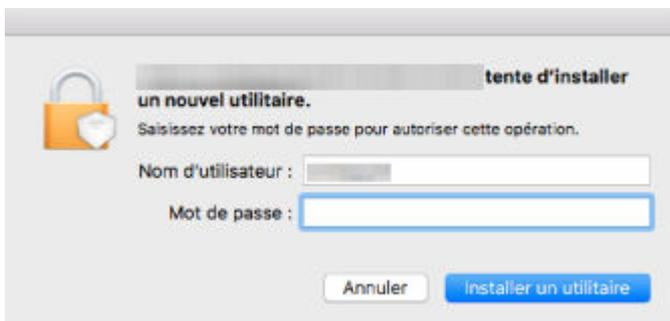 tente d'installer
un nouvel utilitaire.
Saisissez votre mot de passe pour autoriser cette opération.
Nom d'utilisateur :
Mot de passe :
Annuler Installer un utilitaire